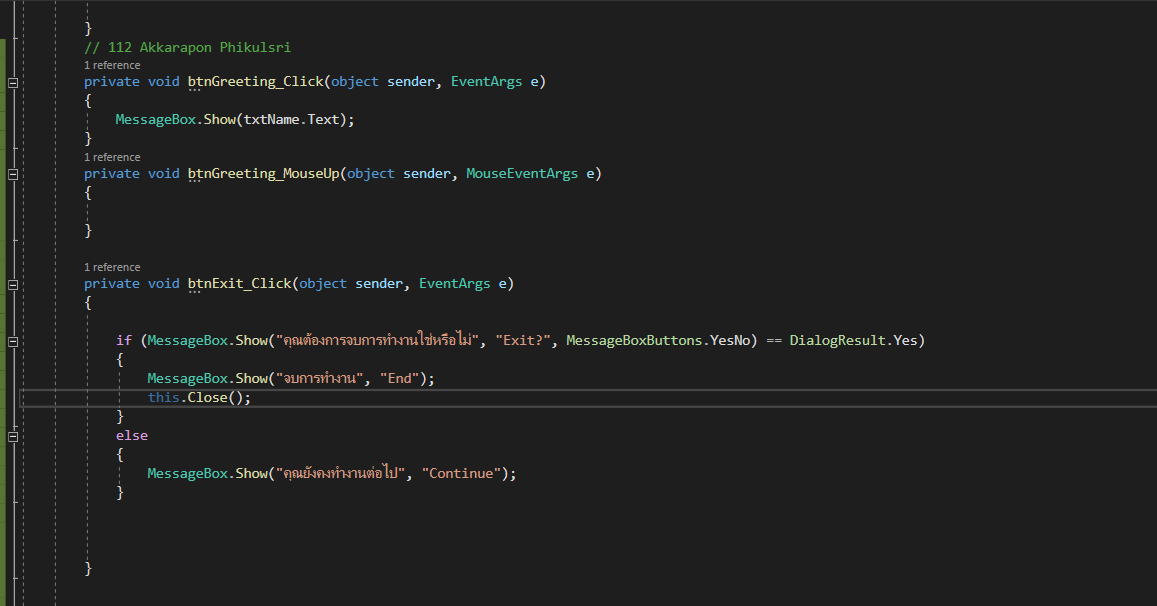 }
// 112 Akkarapon Phikulsri
1 reference
private void btnGreeting_Click(object sender, EventArgs e)
{
MessageBox.Show(txtName.Text);
}
1 reference
private void btnGreeting_MouseUp(object sender, MouseEventArgs e)
{
}
1 reference
private void btnExit_Click(object sender, EventArgs e)
{
if (MessageBox.Show("คุณต้องการจบการทำงานใช่หรือไม่", "Exit?", MessageBoxButtons.YesNo) == DialogResult.Yes)
{
MessageBox.Show("จบการทำงาน", "End");
this.Close();
}
else
{
MessageBox.Show("คุณยังคงทำงานต่อไป", "Continue");
}
}